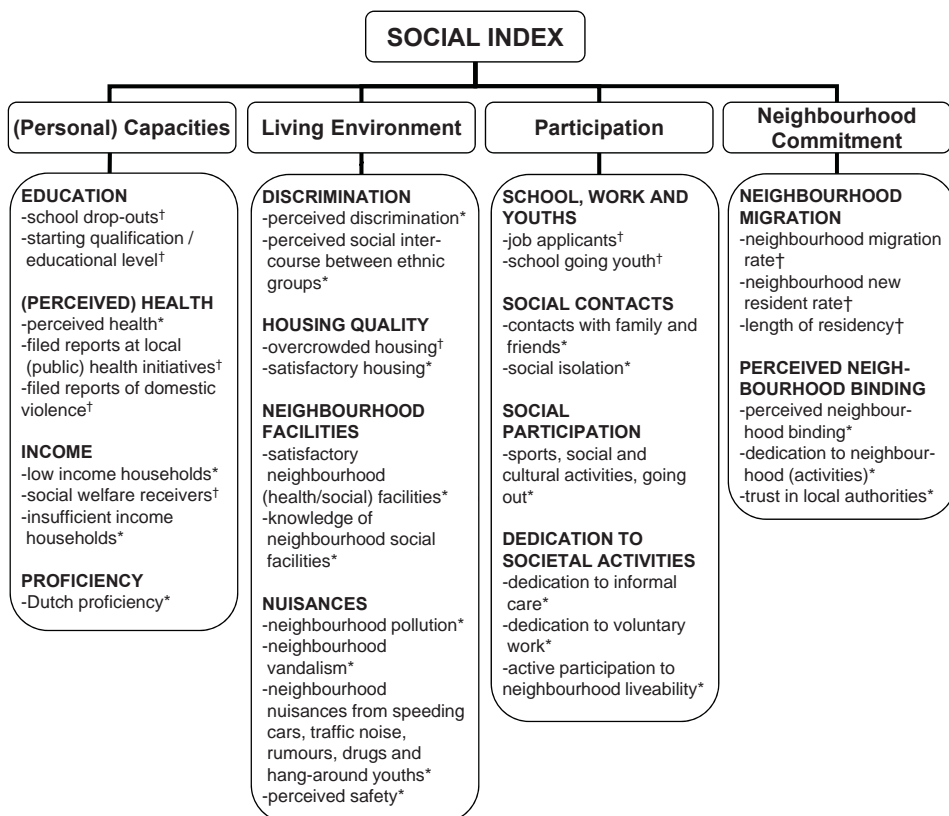 SOCIAL INDEX
(Personal) Capacities
EDUCATION
-school drop-outs†
-starting qualification /
educational level†
(PERCEIVED) HEALTH
-perceived health*
-filed reports at local
(public) health initiatives†
-filed reports of domestic
violence†
INCOME
-low income households*
-social welfare receivers†
-insufficient income
households*
PROFICIENCY
-Dutch proficiency*
Living Environment
DISCRIMINATION
-perceived discrimination*
-perceived social inter-
course between ethnic
groups*
HOUSING QUALITY
-overcrowded housing†
-satisfactory housing*
NEIGHBOURHOOD
FACILITIES
-satisfactory
neighbourhood
(health/social) facilities*
-knowledge of
neighbourhood social
facilities*
NUISANCES
-neighbourhood pollution*
-neighbourhood
vandalism*
-neighbourhood
nuisances from speeding
cars, traffic noise,
rumours, drugs and
hang-around youths*
-perceived safety*
Participation
SCHOOL, WORK AND
YOUTHS
-job applicants†
-school going youth†
SOCIAL CONTACTS
-contacts with family and
friends*
-social isolation*
SOCIAL
PARTICIPATION
-sports, social and
cultural activities, going
out*
DEDICATION TO
SOCIETAL ACTIVITIES
-dedication to informal
care*
-dedication to voluntary
work*
-active participation to
neighbourhood liveability*
Neighbourhood
Commitment
NEIGHBOURHOOD
MIGRATION
-neighbourhood migration
rate†
-neighbourhood new
resident rate†
-length of residency†
PERCEIVED NEIGH-
BOURHOOD BINDING
-perceived neighbour-
hood binding*
-dedication to neighbour-
hood (activities)*
-trust in local authorities*